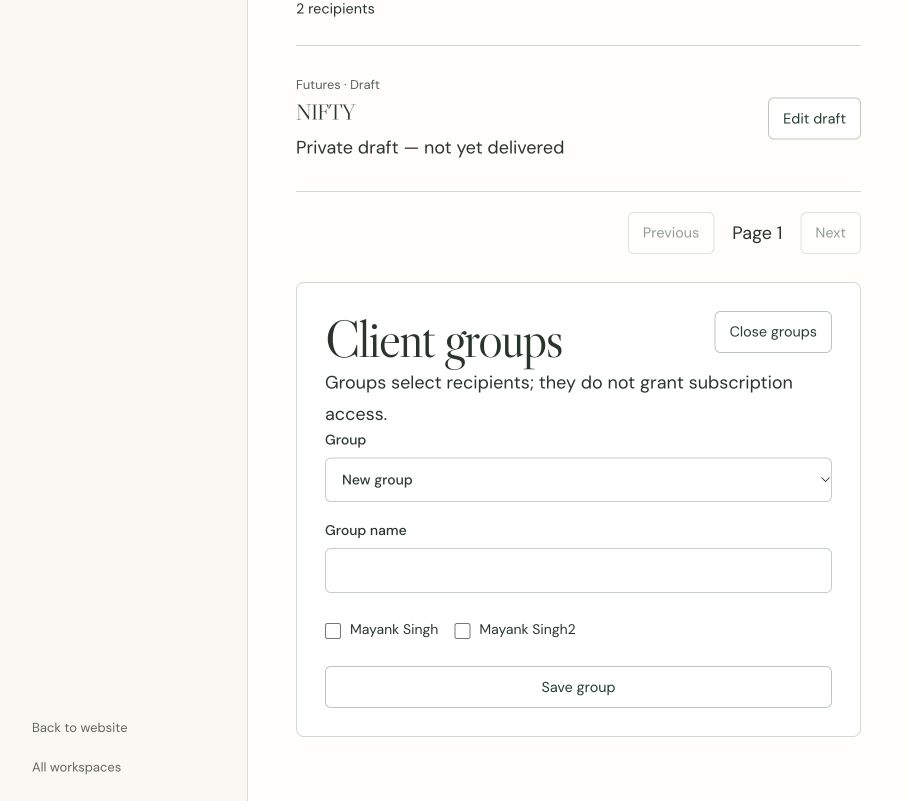 2 recipients
Futures · Draft
NIFTY
Private draft — not yet delivered
Edit draft
Previous
Page 1
Next
Client groups
Close groups
Groups select recipients; they do not grant subscription
access.
Group
New group
Group name
Mayank Singh
Mayank Singh2
Save group
Back to website
All workspaces